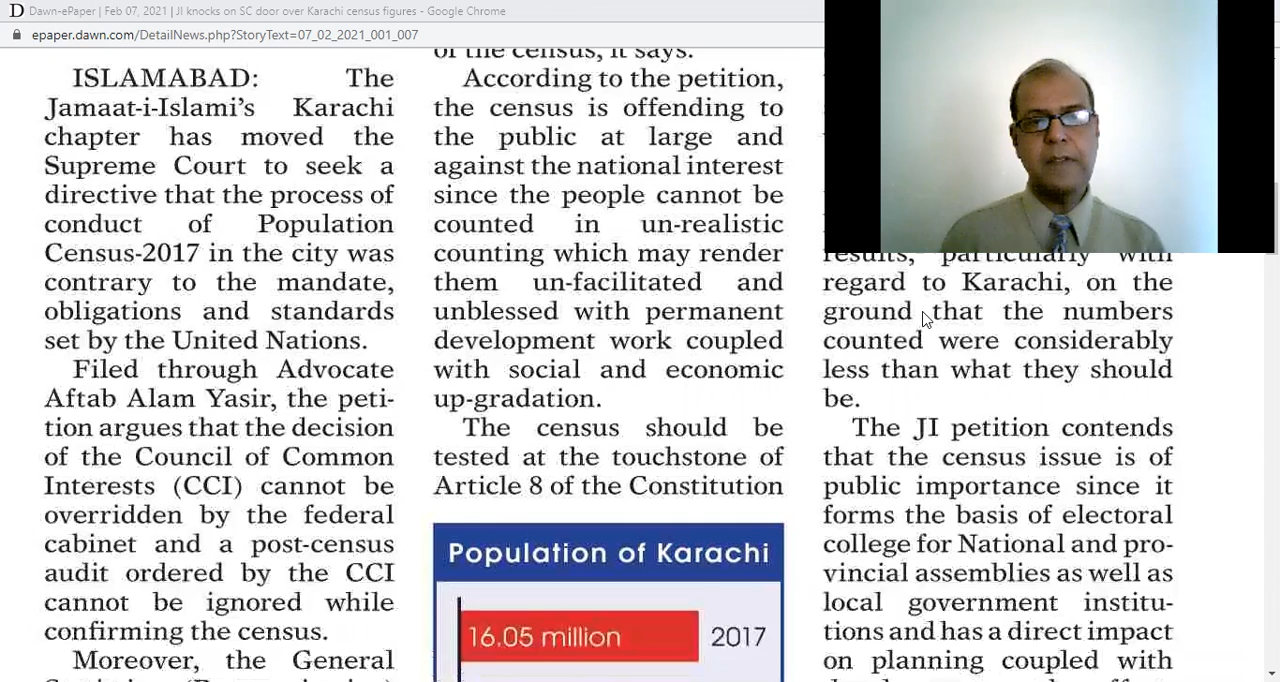 Dawn-ePaper | Feb 07, 2021 | JI knocks on SC door over Karachi census figures - Google Chrome
epaper.dawn.com/DetailNews.php?StoryText=07_02_2021_001_007
ISLAMABAD: The
Jamaat-i-Islami's Karachi
chapter has moved the
Supreme Court to seek a
directive that the process of
conduct of Population
Census-2017 in the city was
contrary to the mandate,
obligations and standards
set by the United Nations.
Filed through Advocate
Aftab Alam Yasir, the peti-
tion argues that the decision
of the Council of Common
Interests (CCI) cannot be
overridden by the federal
cabinet and a post-census
audit ordered by the CCI
cannot be ignored while
confirming the census.
Moreover, the General
of the census, it says.
According to the petition,
the census is offending to
the public at large and
against the national interest
since the people cannot be
counted in un-realistic
counting which may render
them un-facilitated and
unblessed with permanent
development work coupled
with social and economic
up-gradation.
The census should be
tested at the touchstone of
Article 8 of the Constitution
Population of Karachi
16.05 million 2017
results, particularly with
regard to Karachi, on the
ground that the numbers
counted were considerably
less than what they should
be.
The JI petition contends
that the census issue is of
public importance since it
forms the basis of electoral
college for National and pro-
vincial assemblies as well as
local government institu-
tions and has a direct impact
on planning coupled with